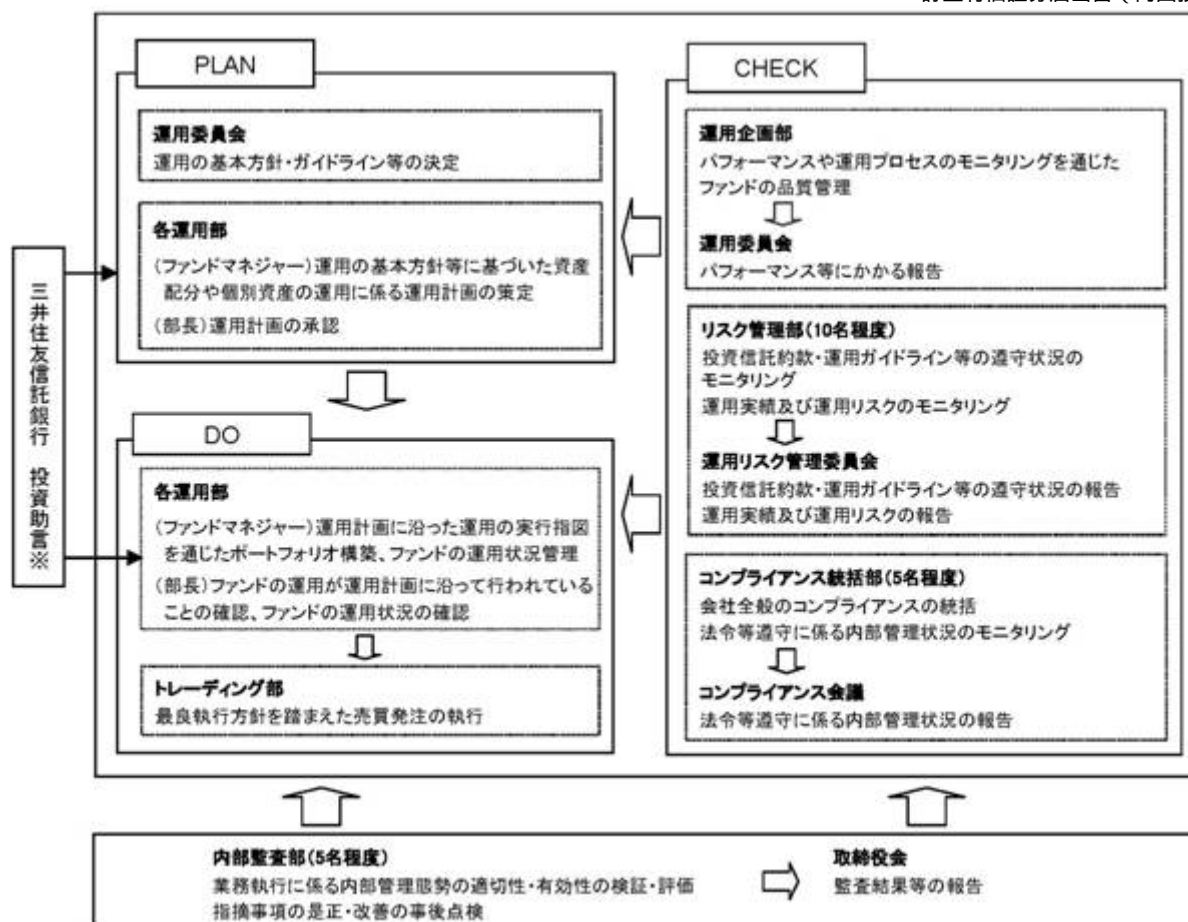 PLAN
運用委員会
運用の基本方針・ガイドライン等の決定
各運用部
(ファンドマネジャー)運用の基本方針等に基づいた資産
配分や個別資産の運用に係る運用計画の策定
(部長)運用計画の承認
三井住友信託銀行 投資助言※
DO
各運用部
(ファンドマネジャー)運用計画に沿った運用の実行指図
を通じたポートフォリオ構築、ファンドの運用状況管理
(部長)ファンドの運用が運用計画に沿って行われている
ことの確認、ファンドの運用状況の確認
トレーディング部
最良執行方針を踏まえた売買発注の執行
CHECK
運用企画部
パフォーマンスや運用プロセスのモニタリングを通じた
ファンドの品質管理
運用委員会
パフォーマンス等にかかる報告
リスク管理部(10名程度)
投資信託約款・運用ガイドライン等の遵守状況の
モニタリング
運用実績及び運用リスクのモニタリング
運用リスク管理委員会
投資信託約款・運用ガイドライン等の遵守状況の報告
運用実績及び運用リスクの報告
コンプライアンス統括部(5名程度)
会社全般のコンプライアンスの統括
法令等遵守に係る内部管理状況のモニタリング
コンプライアンス会議
法令等遵守に係る内部管理状況の報告
内部監査部(5名程度)
業務執行に係る内部管理態勢の適切性・有効性の検証・評価
指摘事項の是正・改善の事後点検
取締役会
監査結果等の報告